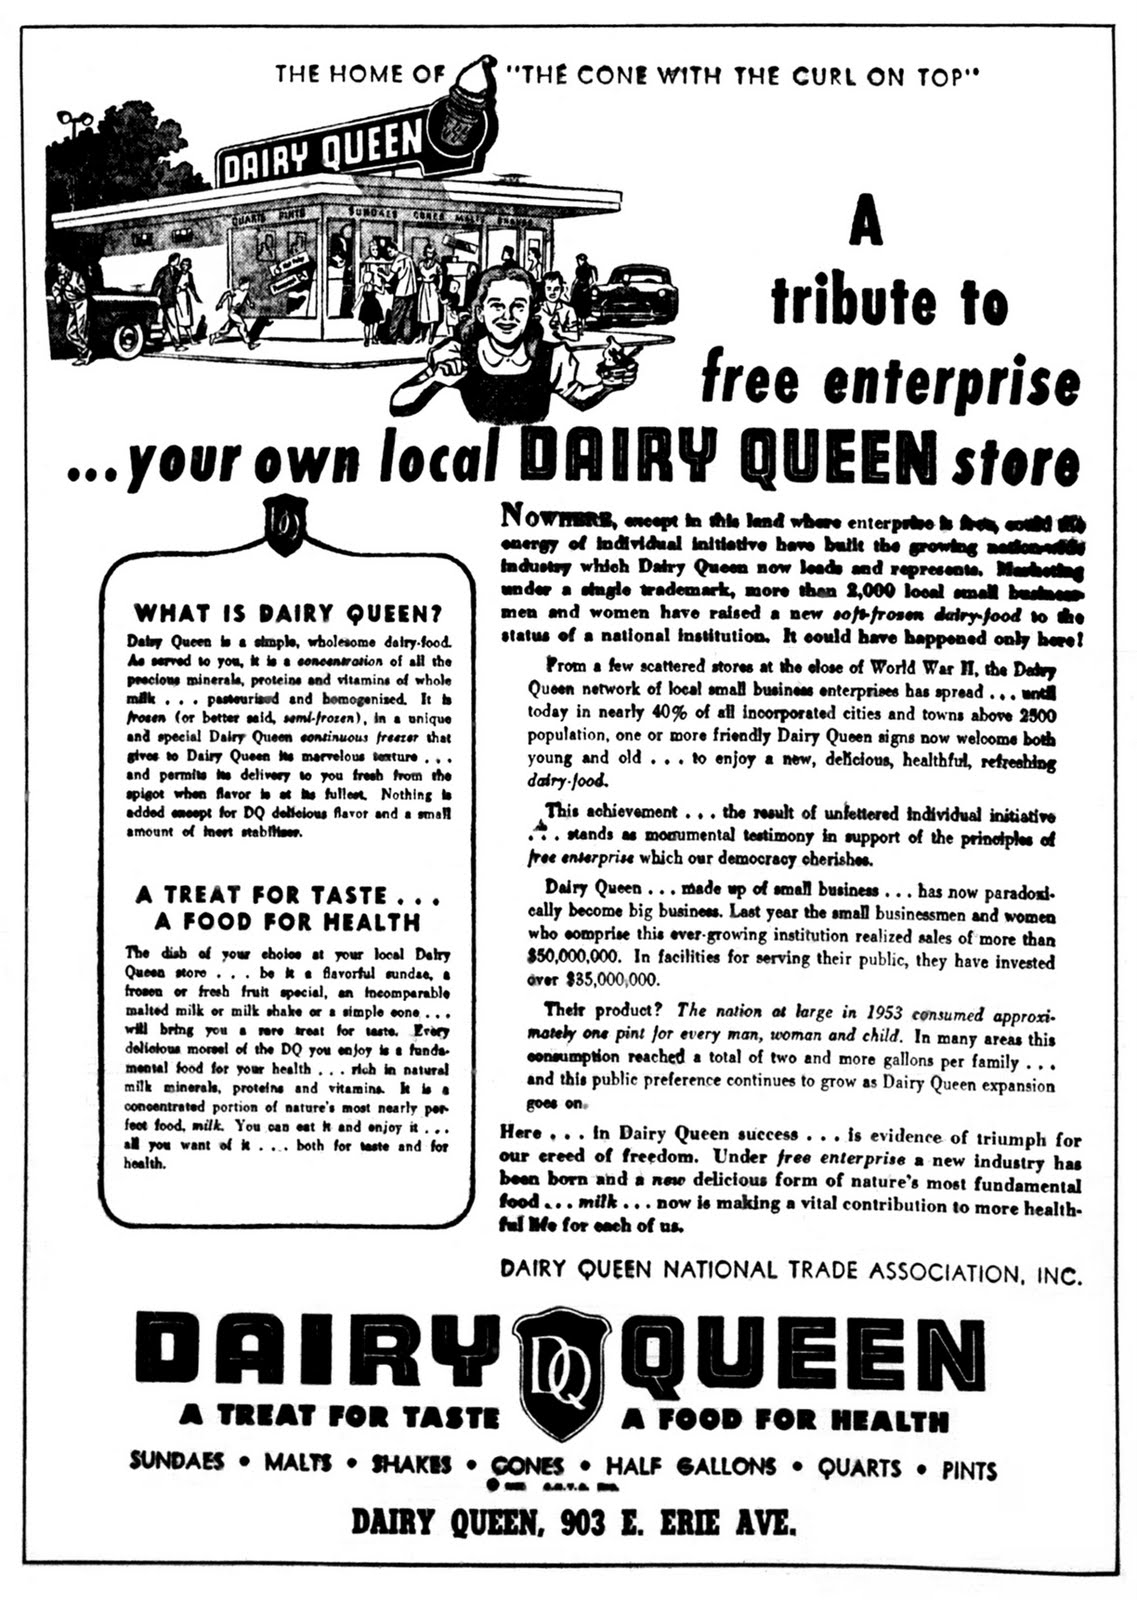 THE HOME OF "THE CONE WITH THE CURL ON TOP"
DAIRY QUEEN
QUARTS PINTS SUNDAES CONES MALTS SHAKES
A
tribute to
free enterprise
...your own local DAIRY QUEEN store
DQ
WHAT IS DAIRY QUEEN?
Dairy Queen is a simple, wholesome dairy-food.
As served to you, it is a concentration of all the
precious minerals, proteins and vitamins of whole
milk . . . pasteurized and homogenized. It is
frozen (or better said, semi-frozen), in a unique
and special Dairy Queen continuous freezer that
gives to Dairy Queen its marvelous texture . . .
and permits its delivery to you fresh from the
spigot when flavor is at its fullest. Nothing is
added except for DQ delicious flavor and a small
amount of inert stabilizer.
A TREAT FOR TASTE . . .
A FOOD FOR HEALTH
The dish of your choice at your local Dairy
Queen store . . . be it a flavorful sundae, a
frozen or fresh fruit special, an incomparable
malted milk or milk shake or a simple cone . . .
will bring you a rare treat for taste. Every
delicious morsel of the DQ you enjoy is a funda-
mental food for your health . . . rich in natural
milk minerals, proteins and vitamins. It is a
concentrated portion of nature's most nearly per-
fect food, milk. You can eat it and enjoy it . . .
all you want of it . . . both for taste and for
health.
NOWHERE, except in this land where enterprise is free, could the
energy of individual initiative have built the growing nation-wide
industry which Dairy Queen now leads and represents. Marketing
under a single trademark, more than 2,000 local small business-
men and women have raised a new soft-frozen dairy-food to the
status of a national institution. It could have happened only here!
From a few scattered stores at the close of World War II, the Dairy
Queen network of local small business enterprises has spread . . . until
today in nearly 40% of all incorporated cities and towns above 2500
population, one or more friendly Dairy Queen signs now welcome both
young and old . . . to enjoy a new, delicious, healthful, refreshing
dairy-food.
This achievement . . . the result of unfettered individual initiative
. . . stands as monumental testimony in support of the principles of
free enterprise which our democracy cherishes.
Dairy Queen . . . made up of small business . . . has now paradoxi-
cally become big business. Last year the small businessmen and women
who comprise this ever-growing institution realized sales of more than
$50,000,000. In facilities for serving their public, they have invested
over $35,000,000.
Their product? The nation at large in 1953 consumed approxi-
mately one pint for every man, woman and child. In many areas this
consumption reached a total of two and more gallons per family . . .
and this public preference continues to grow as Dairy Queen expansion
goes on.
Here . . . in Dairy Queen success . . . is evidence of triumph for
our creed of freedom. Under free enterprise a new industry has
been born and a new delicious form of nature's most fundamental
food . . . milk . . . now is making a vital contribution to more health-
ful life for each of us.
DAIRY QUEEN NATIONAL TRADE ASSOCIATION, INC.
DAIRY DQ QUEEN
A TREAT FOR TASTE A FOOD FOR HEALTH
SUNDAES • MALTS • SHAKES • CONES • HALF GALLONS • QUARTS • PINTS
DAIRY QUEEN, 903 E. ERIE AVE.